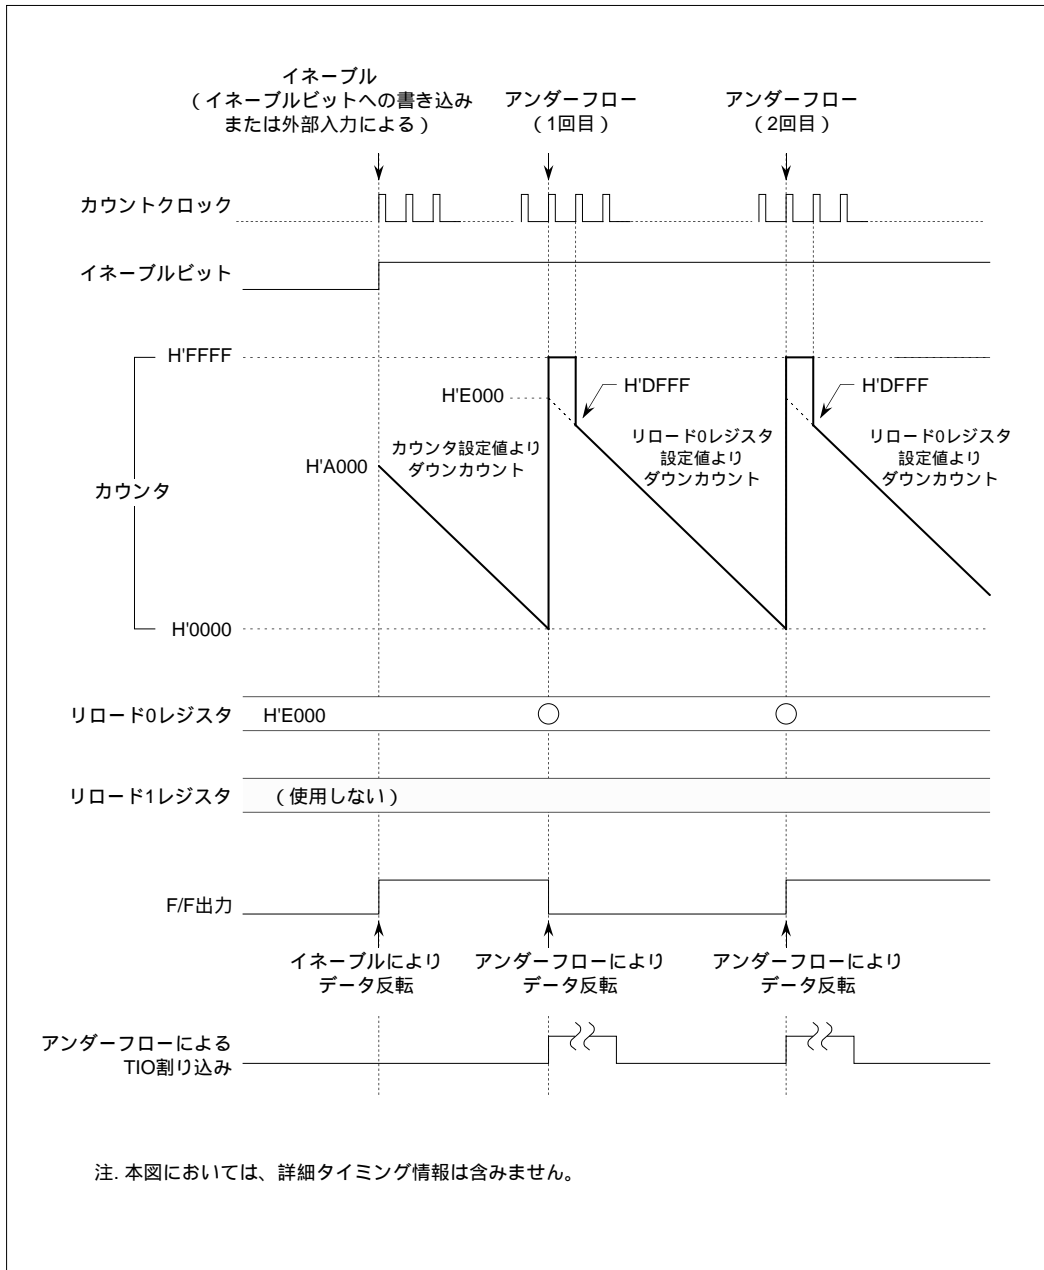 イネーブル
(イネーブルビットへの書き込み
または外部入力による)
アンダーフロー
(1回目)
アンダーフロー
(2回目)
カウントクロック
イネーブルビット
H'FFFF
H'E000
H'DFFF
H'DFFF
カウンタ設定値より
ダウンカウント
リロード0レジスタ
設定値より
ダウンカウント
リロード0レジスタ
設定値より
ダウンカウント
H'A000
カウンタ
H'0000
リロード0レジスタ
H'E000
リロード1レジスタ
(使用しない)
F/F出力
イネーブルにより
データ反転
アンダーフローにより
データ反転
アンダーフローにより
データ反転
アンダーフローによる
TIO割り込み
注. 本図においては、詳細タイミング情報は含みません。